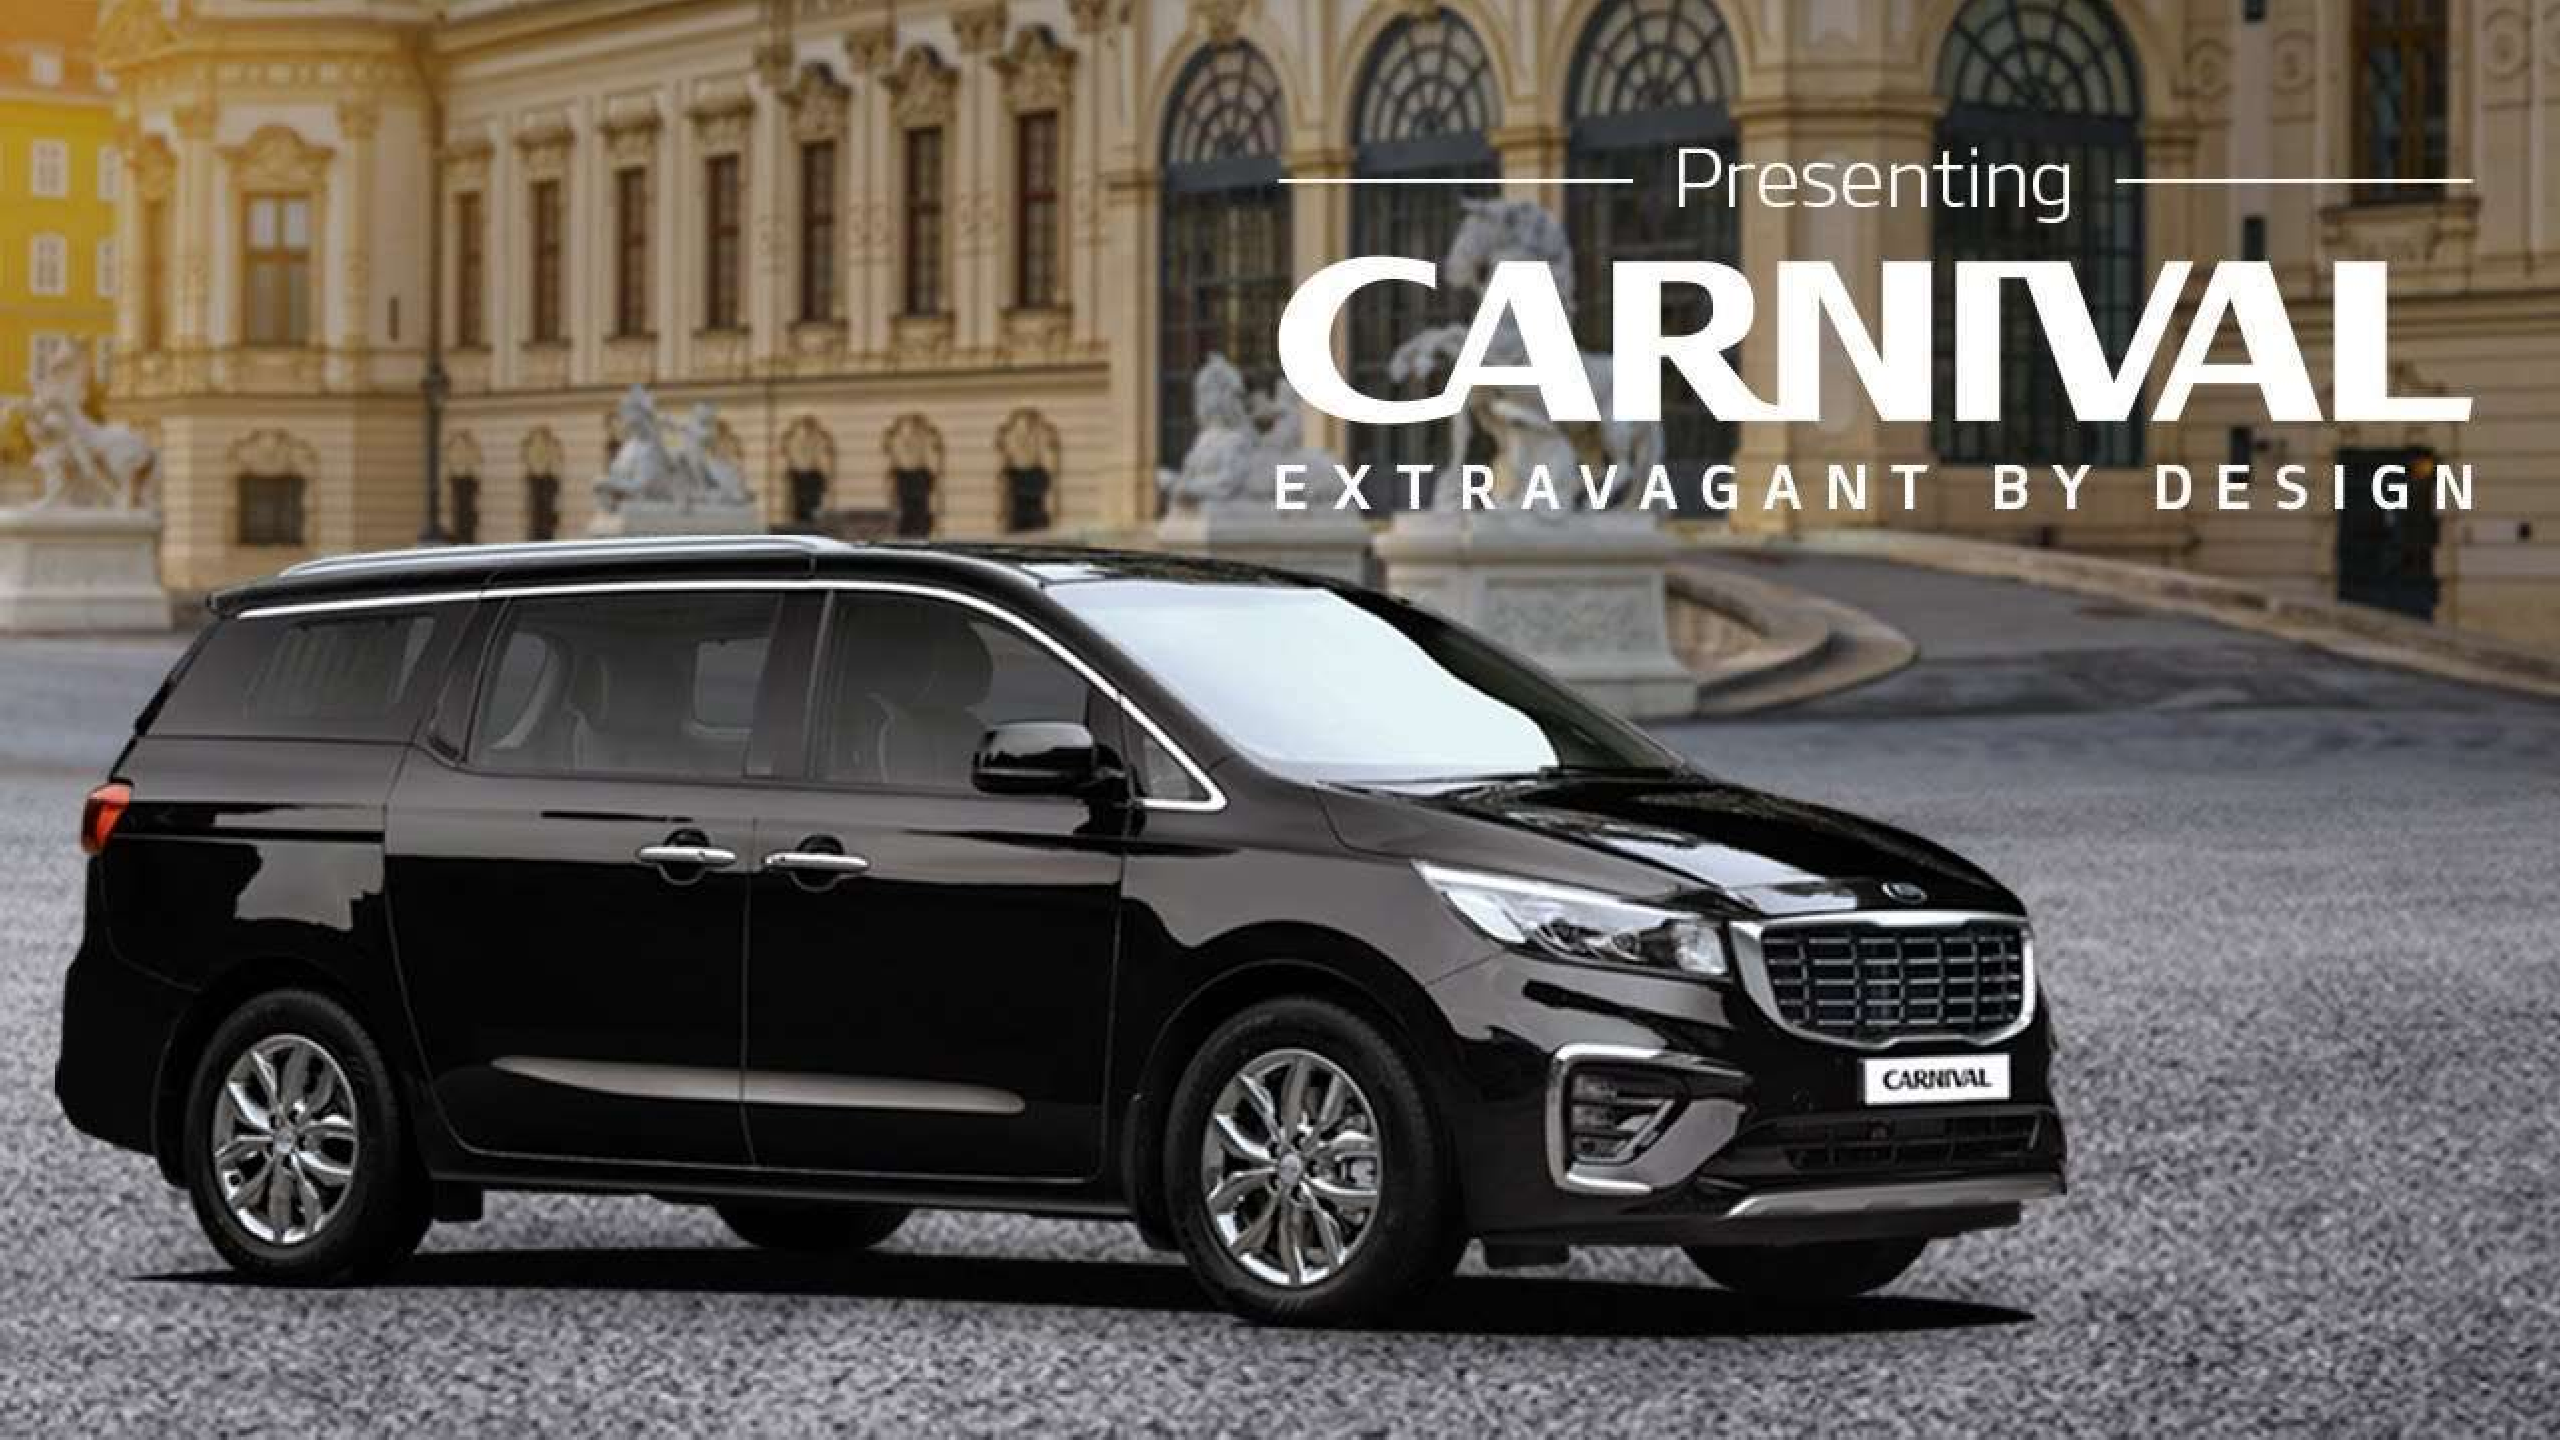 Presenting
CARNIVAL
EXTRAVAGANT BY DESIGN
CARNIVAL